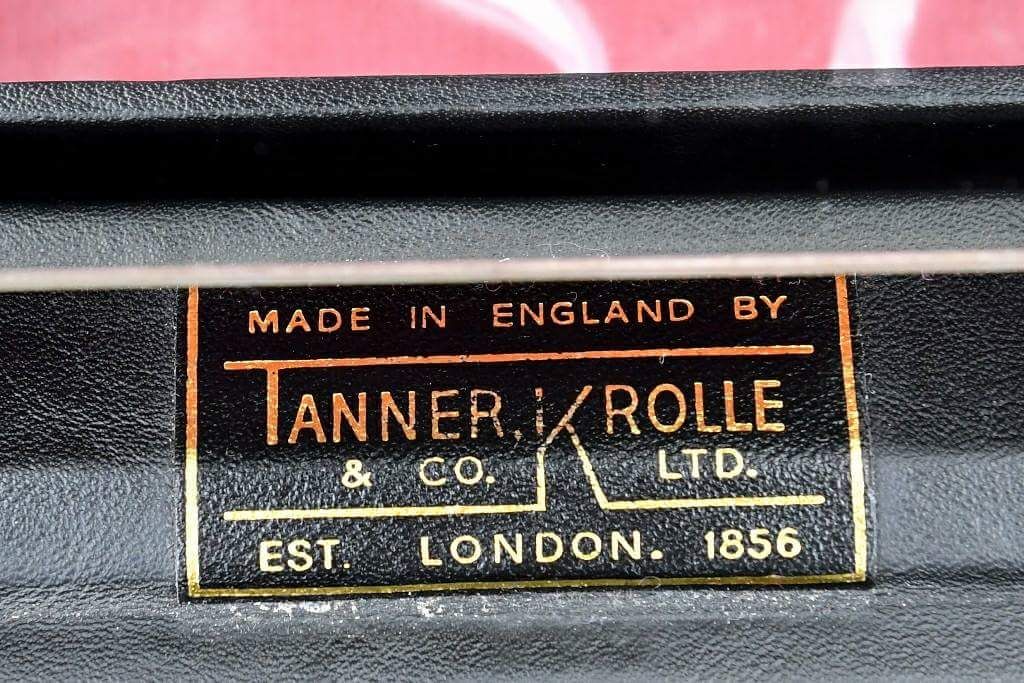 MADE IN ENGLAND BY
TANNER, KROLLE
& CO. LTD.
EST. LONDON. 1856